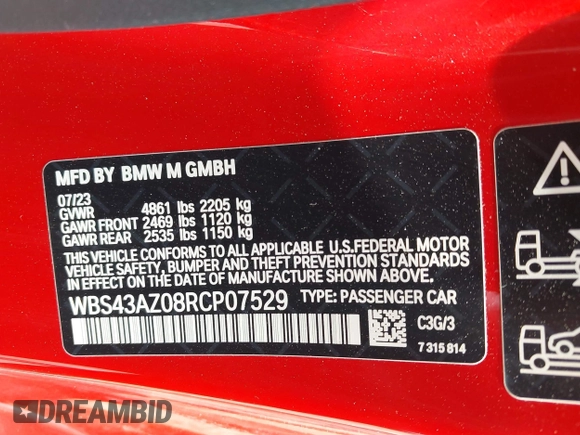 MFD BY BMW M GMBH
07/23
GVWR 4861 lbs 2205 kg
GAWR FRONT 2469 lbs 1120 kg
GAWR REAR 2535 lbs 1150 kg
THIS VEHICLE CONFORMS TO ALL APPLICABLE U.S.FEDERAL MOTOR
VEHICLE SAFETY, BUMPER AND THEFT PREVENTION STANDARDS
IN EFFECT ON THE DATE OF MANUFACTURE SHOWN ABOVE.
WBS43AZ08RCP07529 TYPE: PASSENGER CAR
C3G/3
7 315 814
DREAMBID